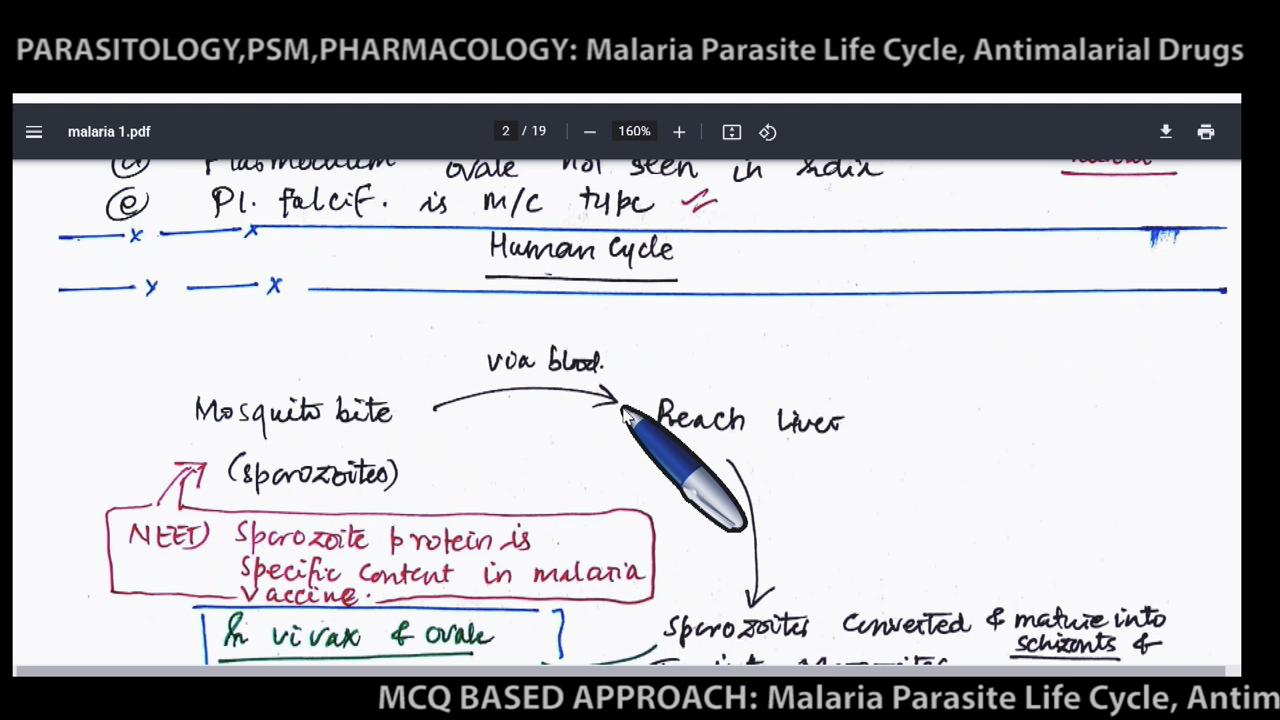 PARASITOLOGY,PSM,PHARMACOLOGY: Malaria Parasite Life Cycle, Antimalarial Drugs
malaria 1.pdf
2 / 19
160%
ovale not seen in
(e) Pl. falcif. is m/c type
x x
Human Cycle
x x
via blood.
Mosquito bite
Reach Liver
(sporozoites)
NEET) Sporozoite protein is
specific content in malaria
vaccine.
In vivax & ovale
Sporozoites converted & mature into
schizonts &
MCQ BASED APPROACH: Malaria Parasite Life Cycle, Antim